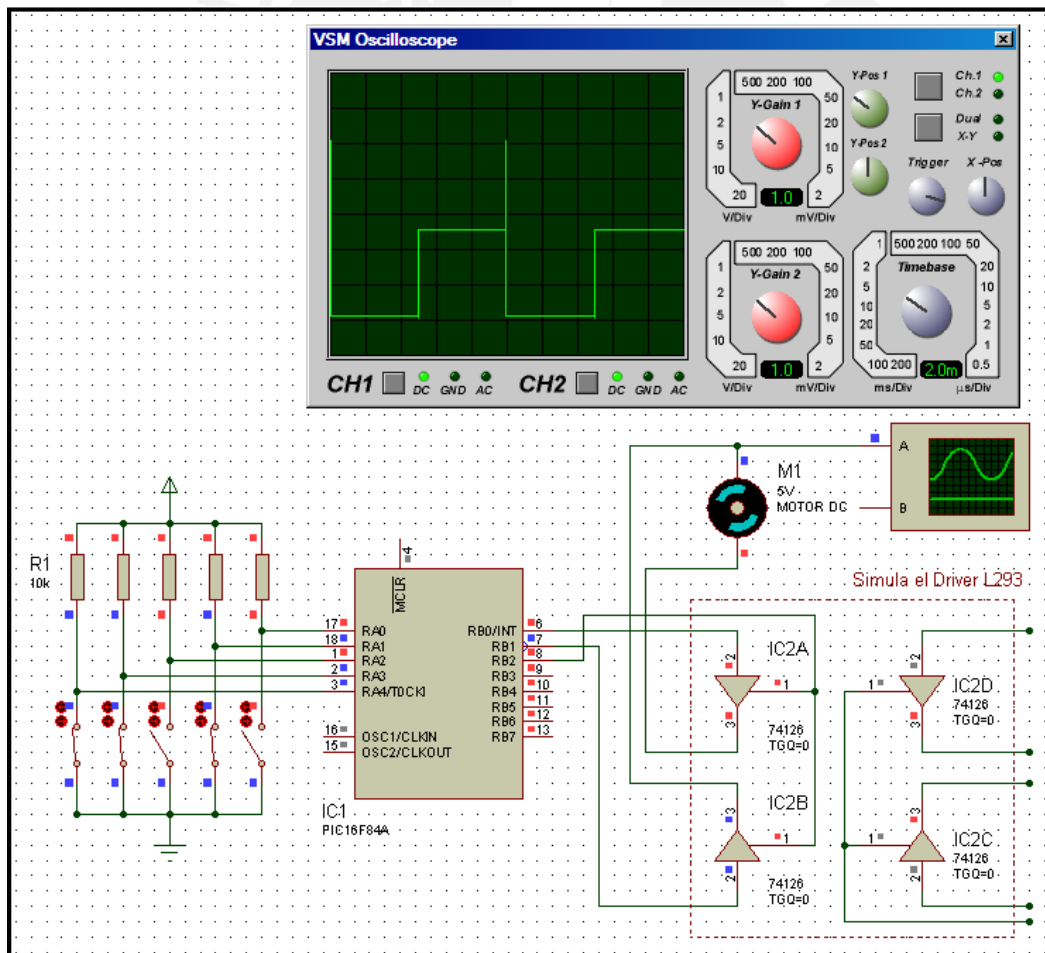 VSM Oscilloscope
500 200 100
1
2
5
10
20
50
20
10
5
2
Y-Gain 1
1.0
V/Div
mV/Div
Y-Pos 1
Ch.1
Ch.2
Dual
X-Y
Y-Pos 2
Trigger
X -Pos
500 200 100
1
2
5
10
20
50
20
10
5
2
Y-Gain 2
1.0
V/Div
mV/Div
1
500 200 100 50
2
5
10
20
50
100 200
20
10
5
2
1
0.5
Timebase
2.0m
ms/Div
µs/Div
CH1
DC
GND
AC
CH2
DC
GND
AC
A
B
M1
5V
MOTOR DC
R1
10k
4
MCLR
Simula el Driver L293
17
RA0
18
RA1
1
RA2
2
RA3
3
RA4/T0CKI
16
OSC1/CLKIN
15
OSC2/CLKOUT
RB0/INT
6
RB1
7
RB2
8
RB3
9
RB4
10
RB5
11
RB6
12
RB7
13
IC1
PIC16F84A
2
IC2A
1
3
74126
TGQ=0
2
IC2D
1
3
74126
TGQ=0
3
IC2B
1
2
74126
TGQ=0
3
IC2C
1
2
74126
TGQ=0